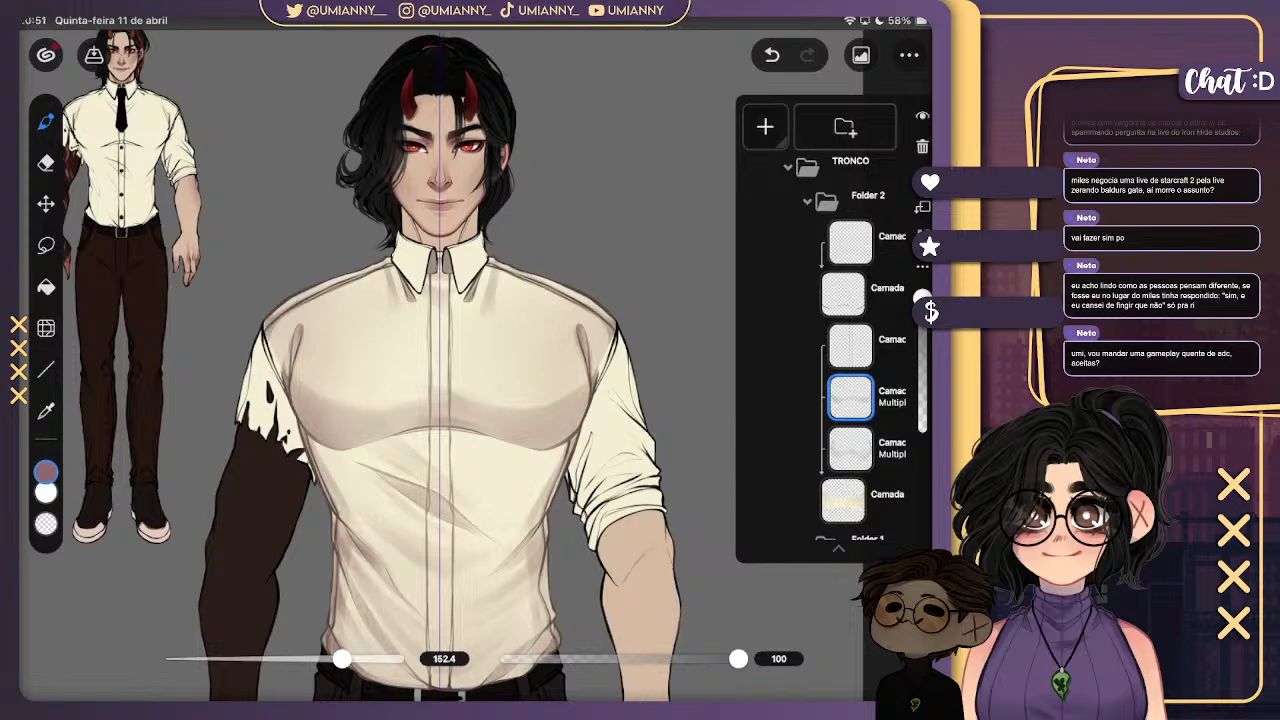 @UMIANNY__ @UMIANNY_ UMIANNY_ UMIANNY
:51 Quinta-feira 11 de abril
58%
Chat :D
spammando pergunta na live do Iron Hide studios.
Neto
miles negocia uma live de starcraft 2 pela live
zerando baldurs gate, aí morre o assunto?
Neto
vai fazer sim po
Neto
eu acho lindo como as pessoas pensam diferente, se
fosse eu no lugar do miles tinha respondido: "sim, e
eu cansei de fingir que não" só pra ri
Neto
umi, vou mandar uma gameplay quente de adc,
aceitas?
TRONCO
Folder 2
Camac
Camada
Camac
Camac
Multipl
Camac
Multipl
Camada
Folder 1
152.4
100